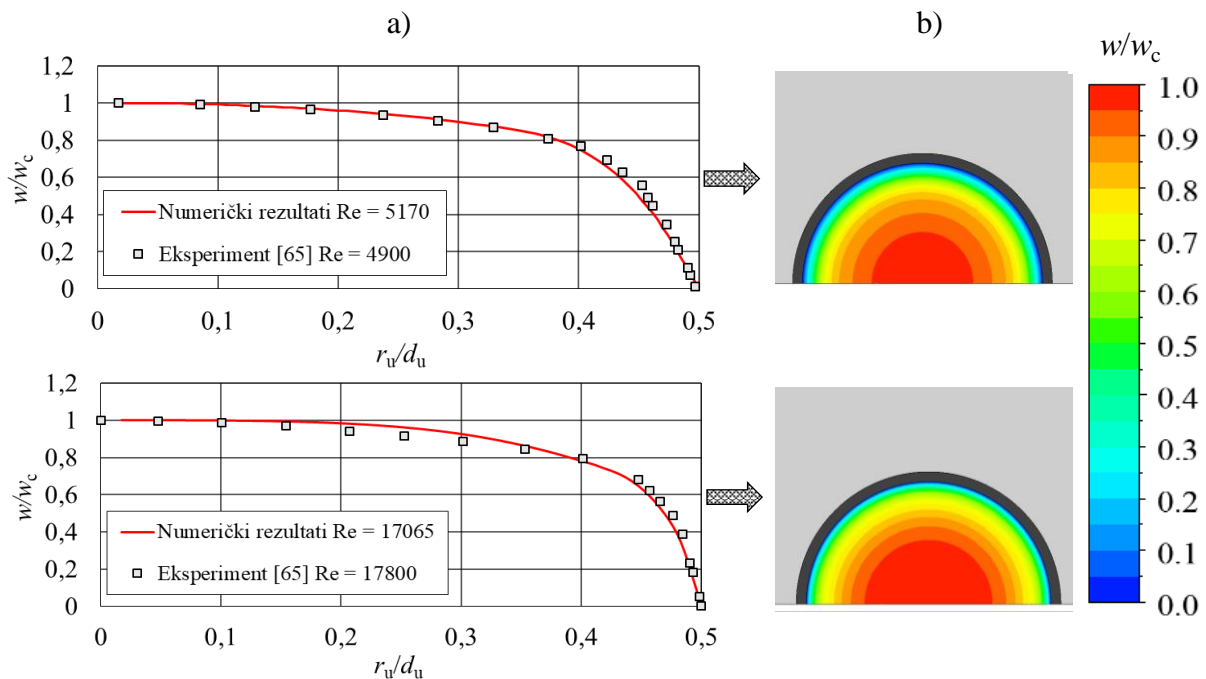 a)
1,2
1
0,8
0,6
0,4
0,2
0
w/wc
Numerički rezultati Re = 5170
Eksperiment [65] Re = 4900
0 0,1 0,2 0,3 0,4 0,5
ru/du
1,2
1
0,8
0,6
0,4
0,2
0
w/wc
Numerički rezultati Re = 17065
Eksperiment [65] Re = 17800
0 0,1 0,2 0,3 0,4 0,5
ru/du
b)
w/wc
1.0
0.9
0.8
0.7
0.6
0.5
0.4
0.3
0.2
0.1
0.0